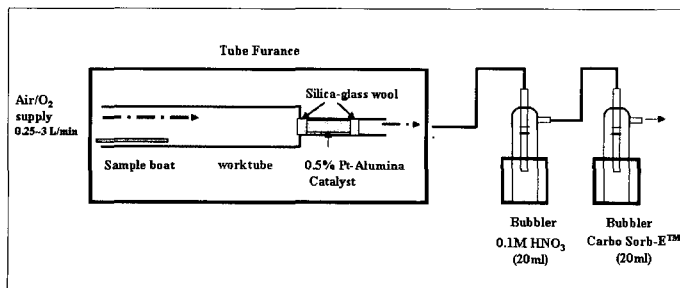 Tube Furance
Air/O2
supply
0.25~3 L/min
Silica-glass wool
Sample boat
worktube
0.5% Pt-Alumina
Catalyst
Bubbler
0.1M HNO3
(20ml)
Bubbler
Carbo Sorb-E™
(20ml)